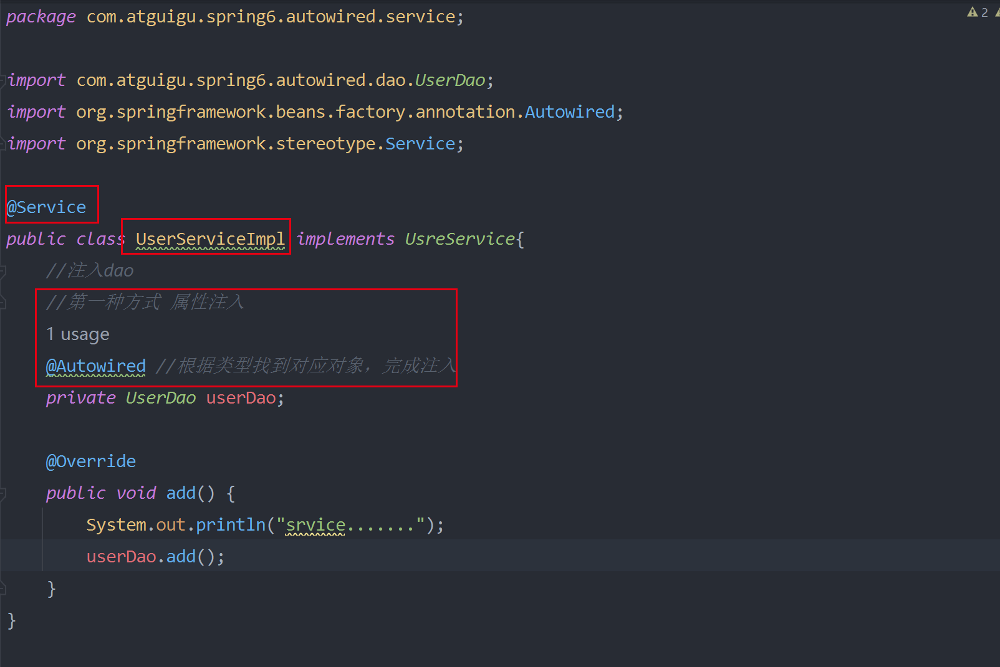 package com.atguigu.spring6.autowired.service;
2
import com.atguigu.spring6.autowired.dao.UserDao;
import org.springframework.beans.factory.annotation.Autowired;
import org.springframework.stereotype.Service;
@Service
public class UserServiceImpl implements UsreService{
//注入dao
//第一种方式 属性注入
1 usage
@Autowired //根据类型找到对应对象，完成注入
private UserDao userDao;
@Override
public void add() {
System.out.println("srvice.......");
userDao.add();
}
}